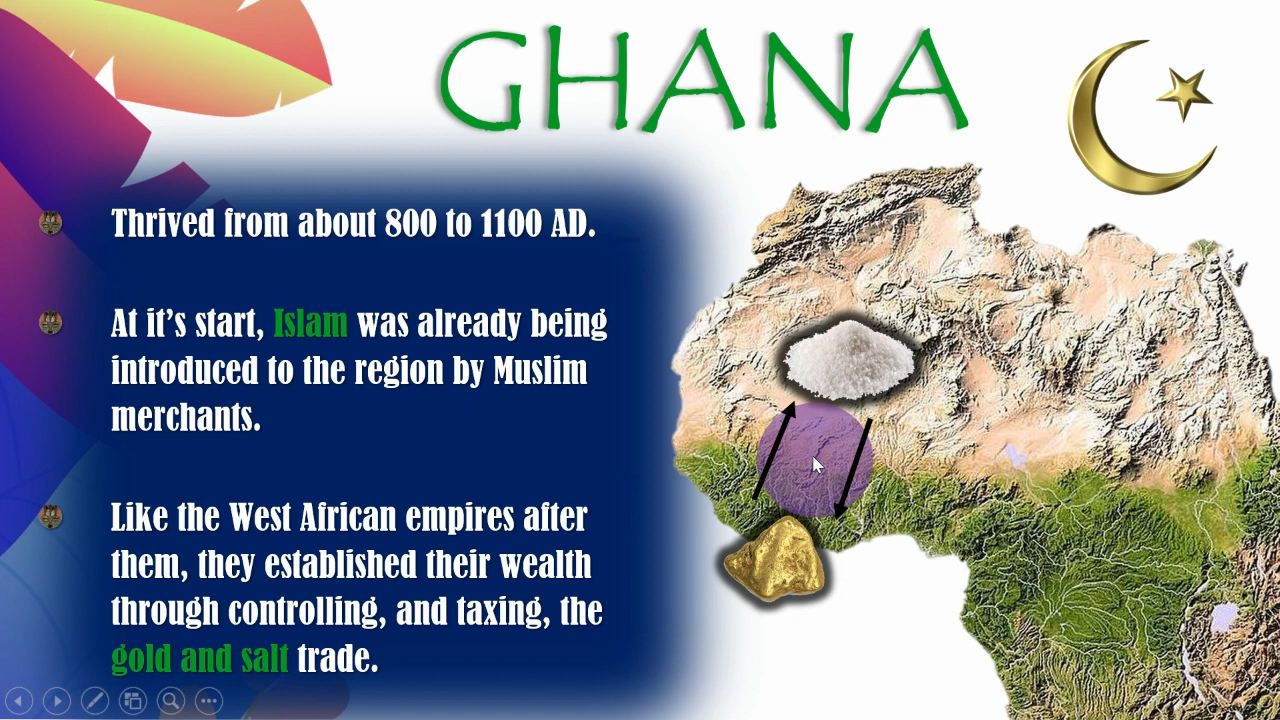 GHANA
Thrived from about 800 to 1100 AD.
At it’s start, Islam was already being
introduced to the region by Muslim
merchants.
Like the West African empires after
them, they established their wealth
through controlling, and taxing, the
gold and salt trade.